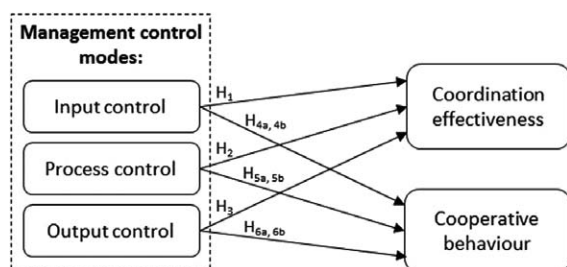 Management control
modes:
Input control
Process control
Output control
H1
H4a, 4b
H2
H5a, 5b
H3
H6a, 6b
Coordination
effectiveness
Cooperative
behaviour